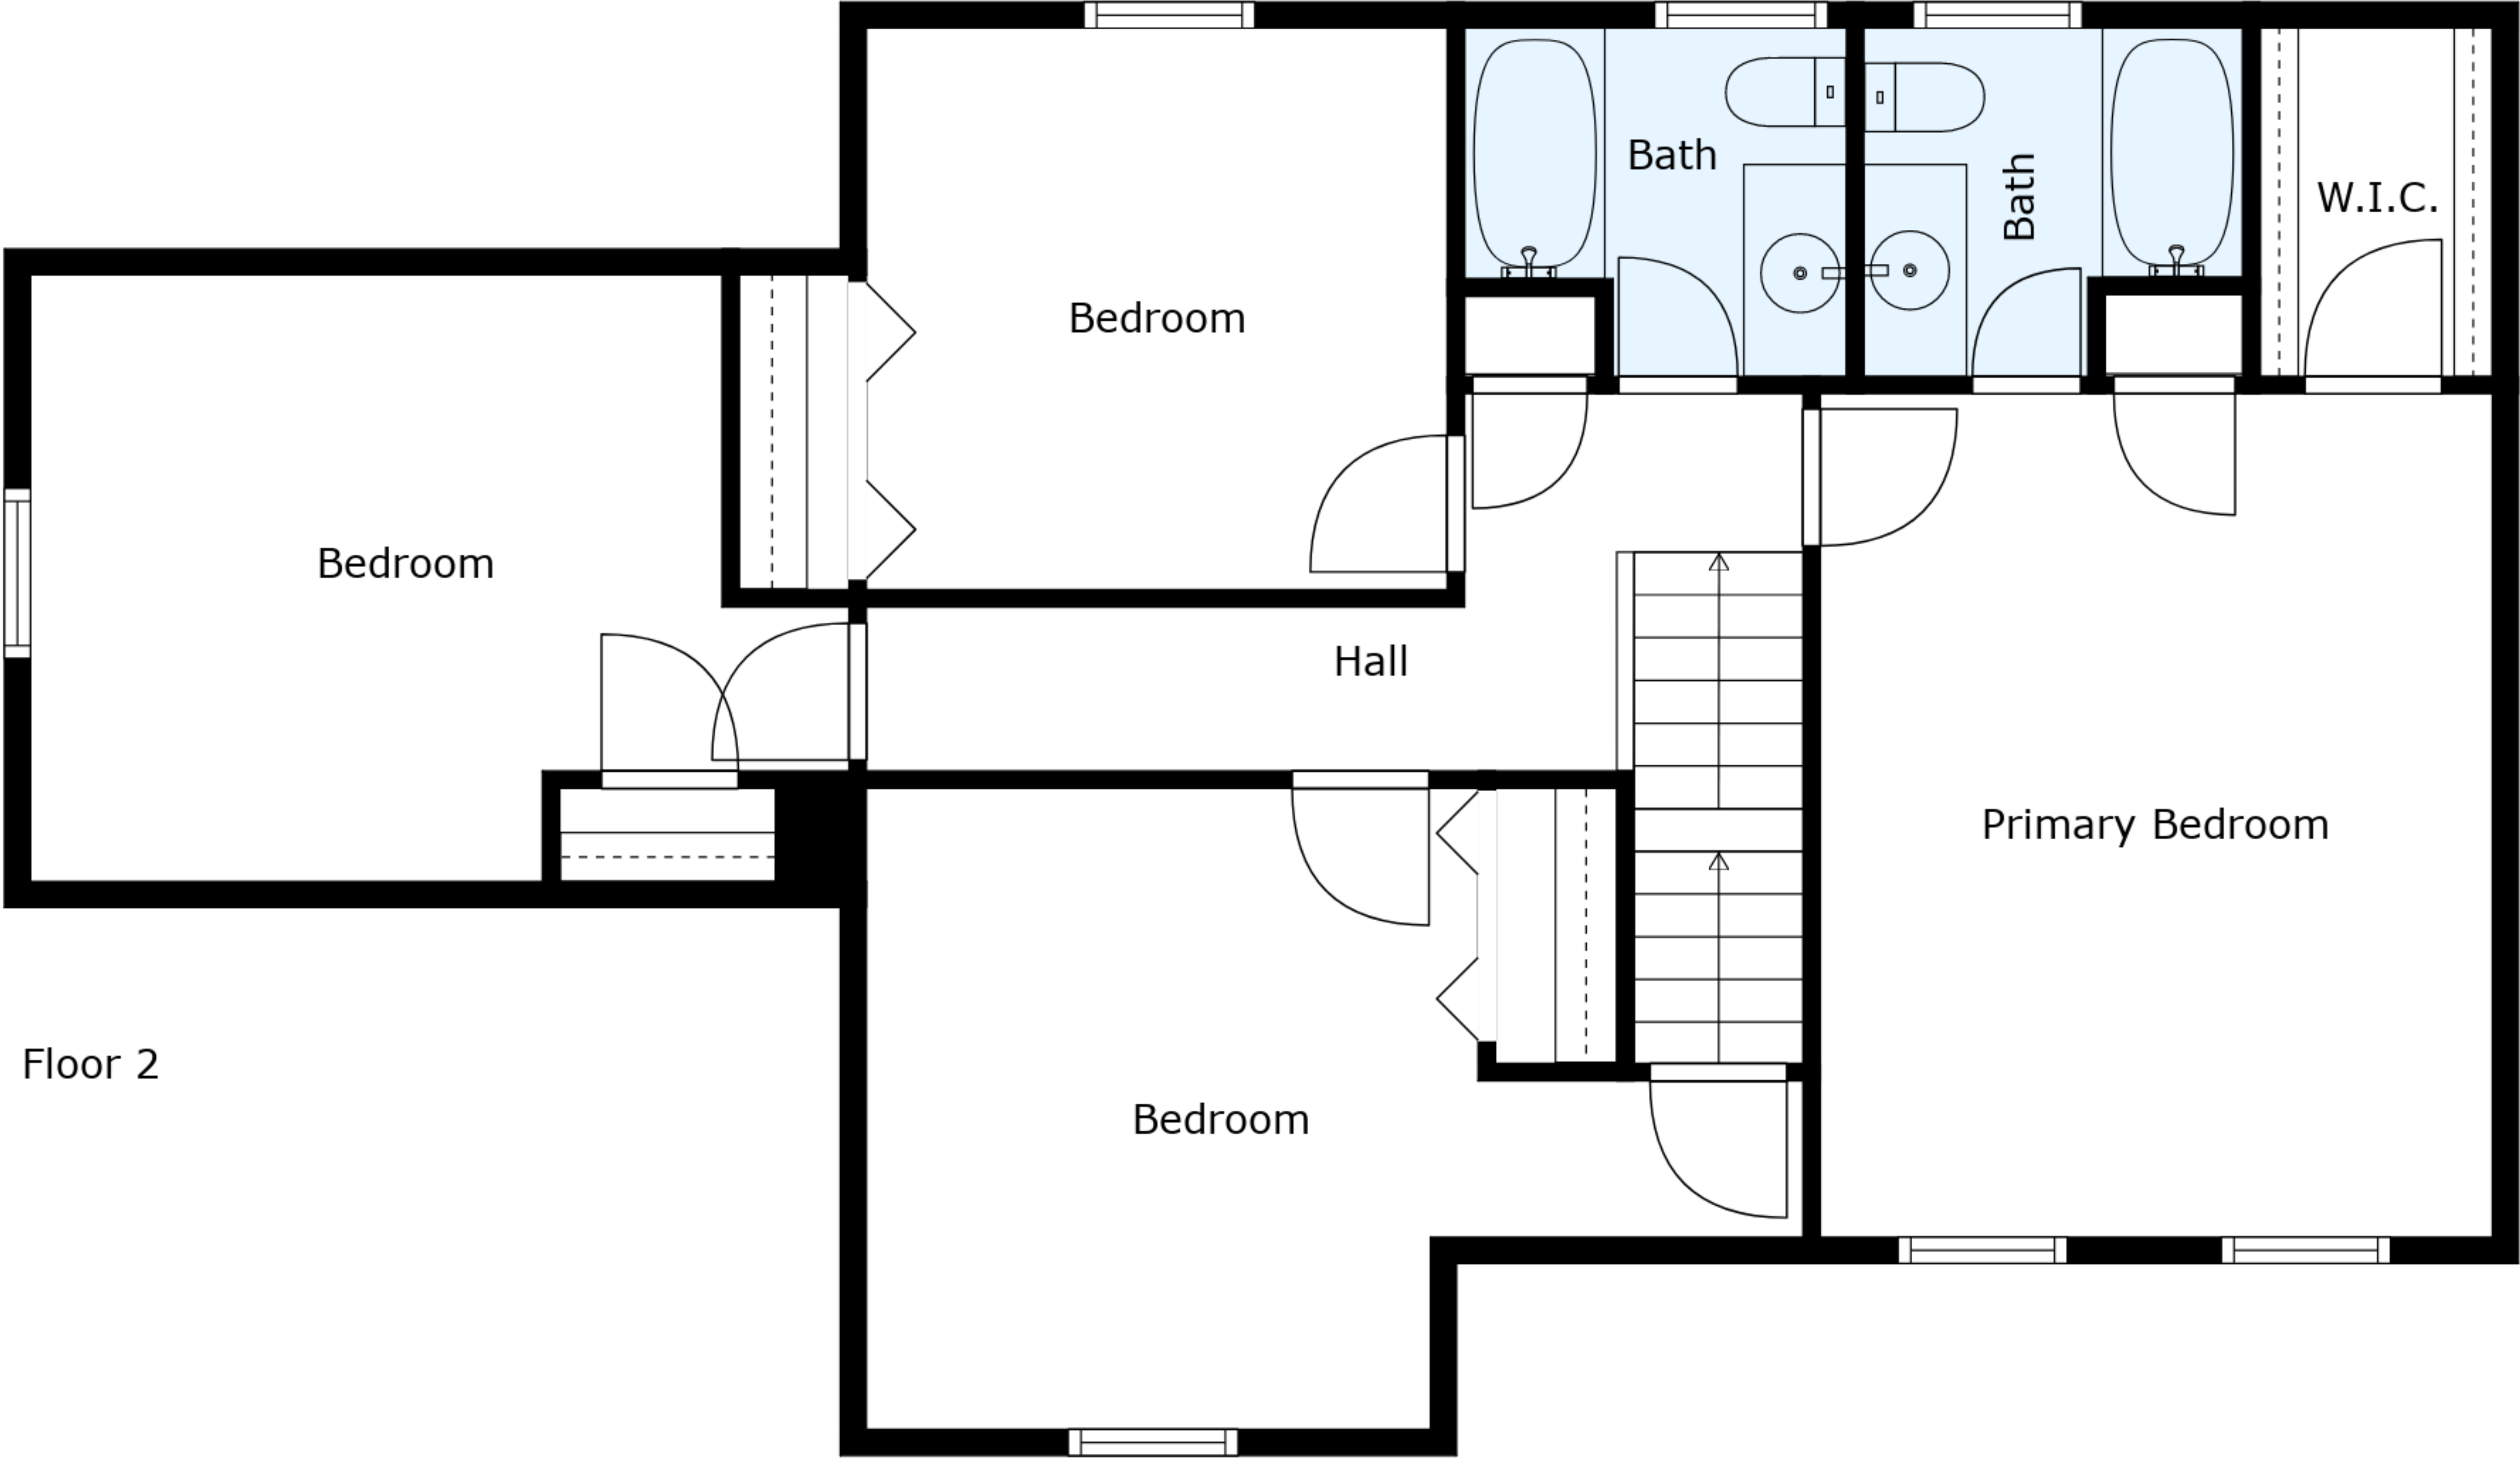 Bath
Bath
W.I.C.
Bedroom
Bedroom
Hall
Primary Bedroom
Floor 2
Bedroom